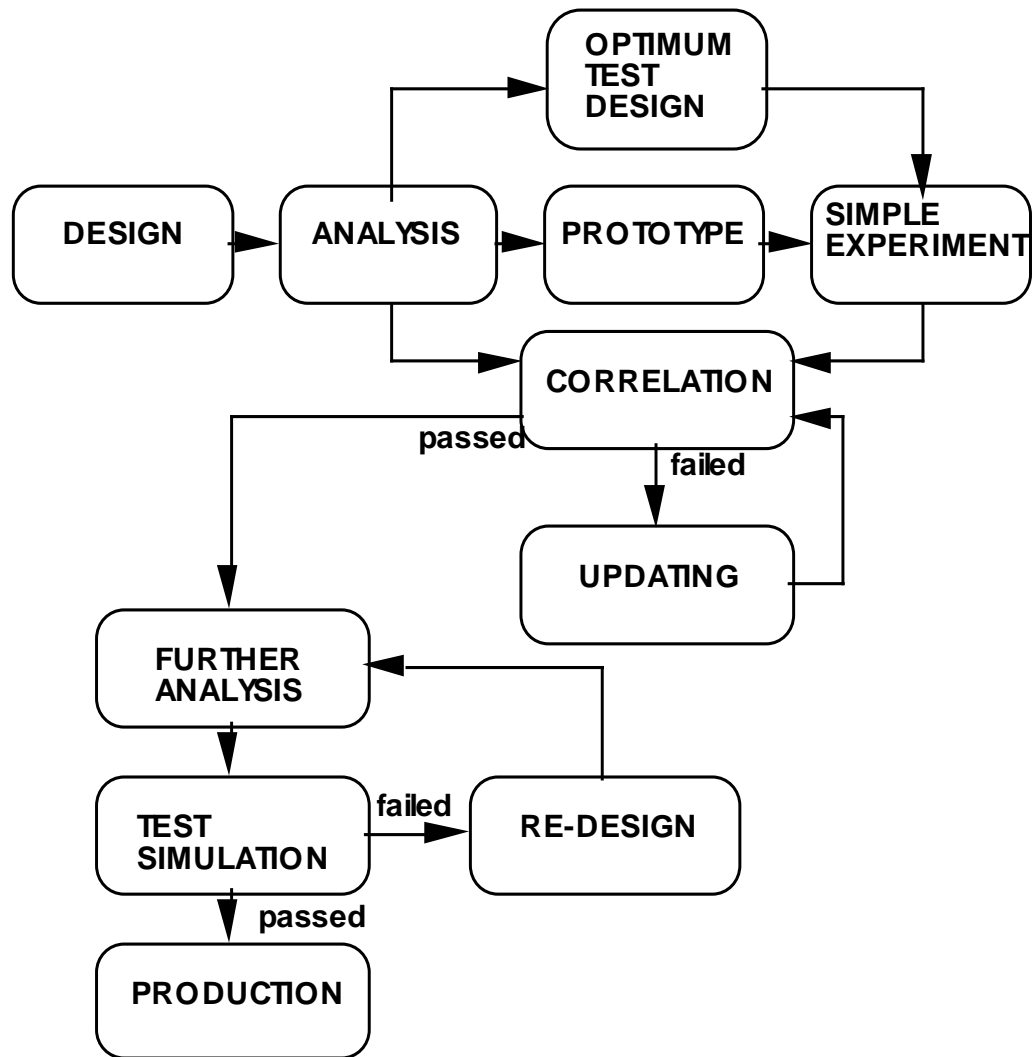 OPTIMUM
TEST
DESIGN
DESIGN
ANALYSIS
PROTOTYPE
SIMPLE
EXPERIMENT
CORRELATION
passed
failed
UPDATING
FURTHER
ANALYSIS
TEST
SIMULATION
failed
RE-DESIGN
passed
PRODUCTION